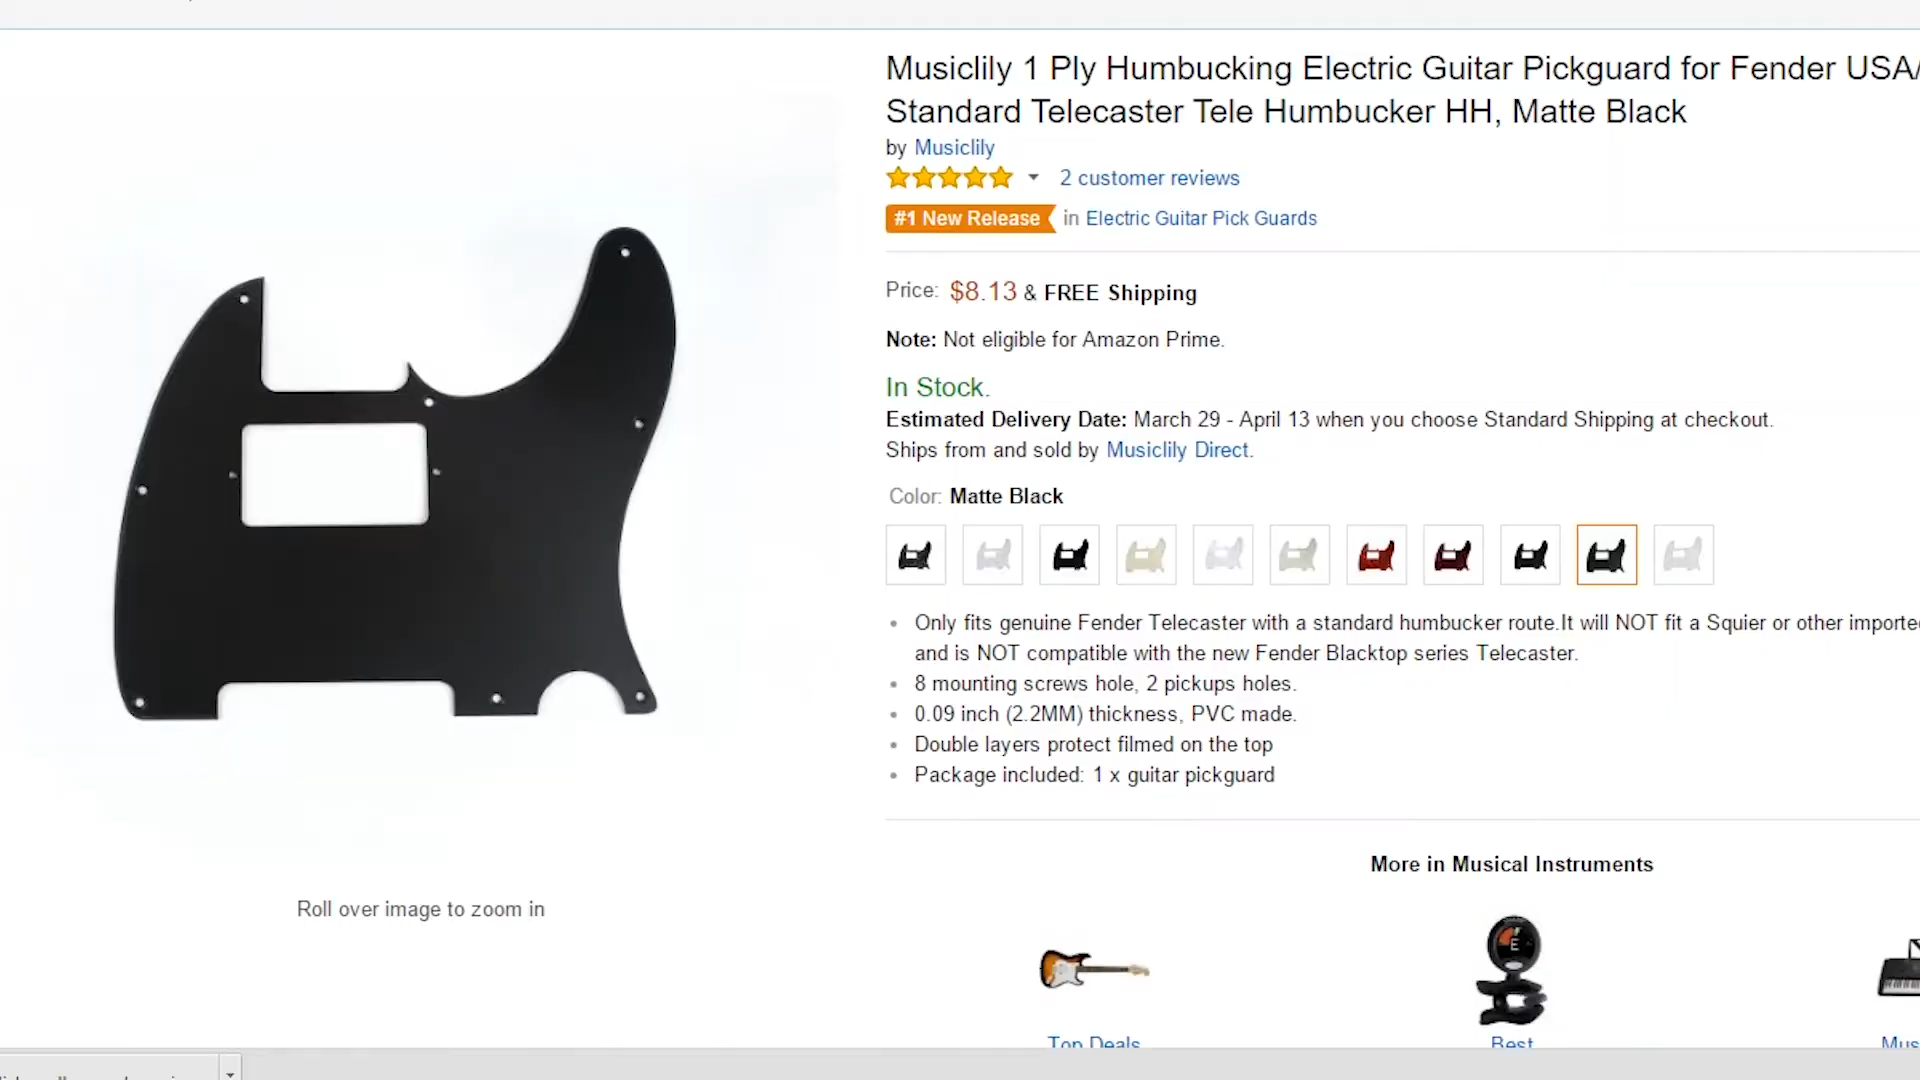 Musiclily 1 Ply Humbucking Electric Guitar Pickguard for Fender USA/
Standard Telecaster Tele Humbucker HH, Matte Black
by Musiclily
2 customer reviews
#1 New Release in Electric Guitar Pick Guards
Price: $8.13 & FREE Shipping
Note: Not eligible for Amazon Prime.
In Stock.
Estimated Delivery Date: March 29 - April 13 when you choose Standard Shipping at checkout.
Ships from and sold by Musiclily Direct.
Color: Matte Black
Only fits genuine Fender Telecaster with a standard humbucker route.It will NOT fit a Squier or other importe
and is NOT compatible with the new Fender Blacktop series Telecaster.
8 mounting screws hole, 2 pickups holes.
0.09 inch (2.2MM) thickness, PVC made.
Double layers protect filmed on the top
Package included: 1 x guitar pickguard
Roll over image to zoom in
More in Musical Instruments
E
Top Deals
Best
Mus